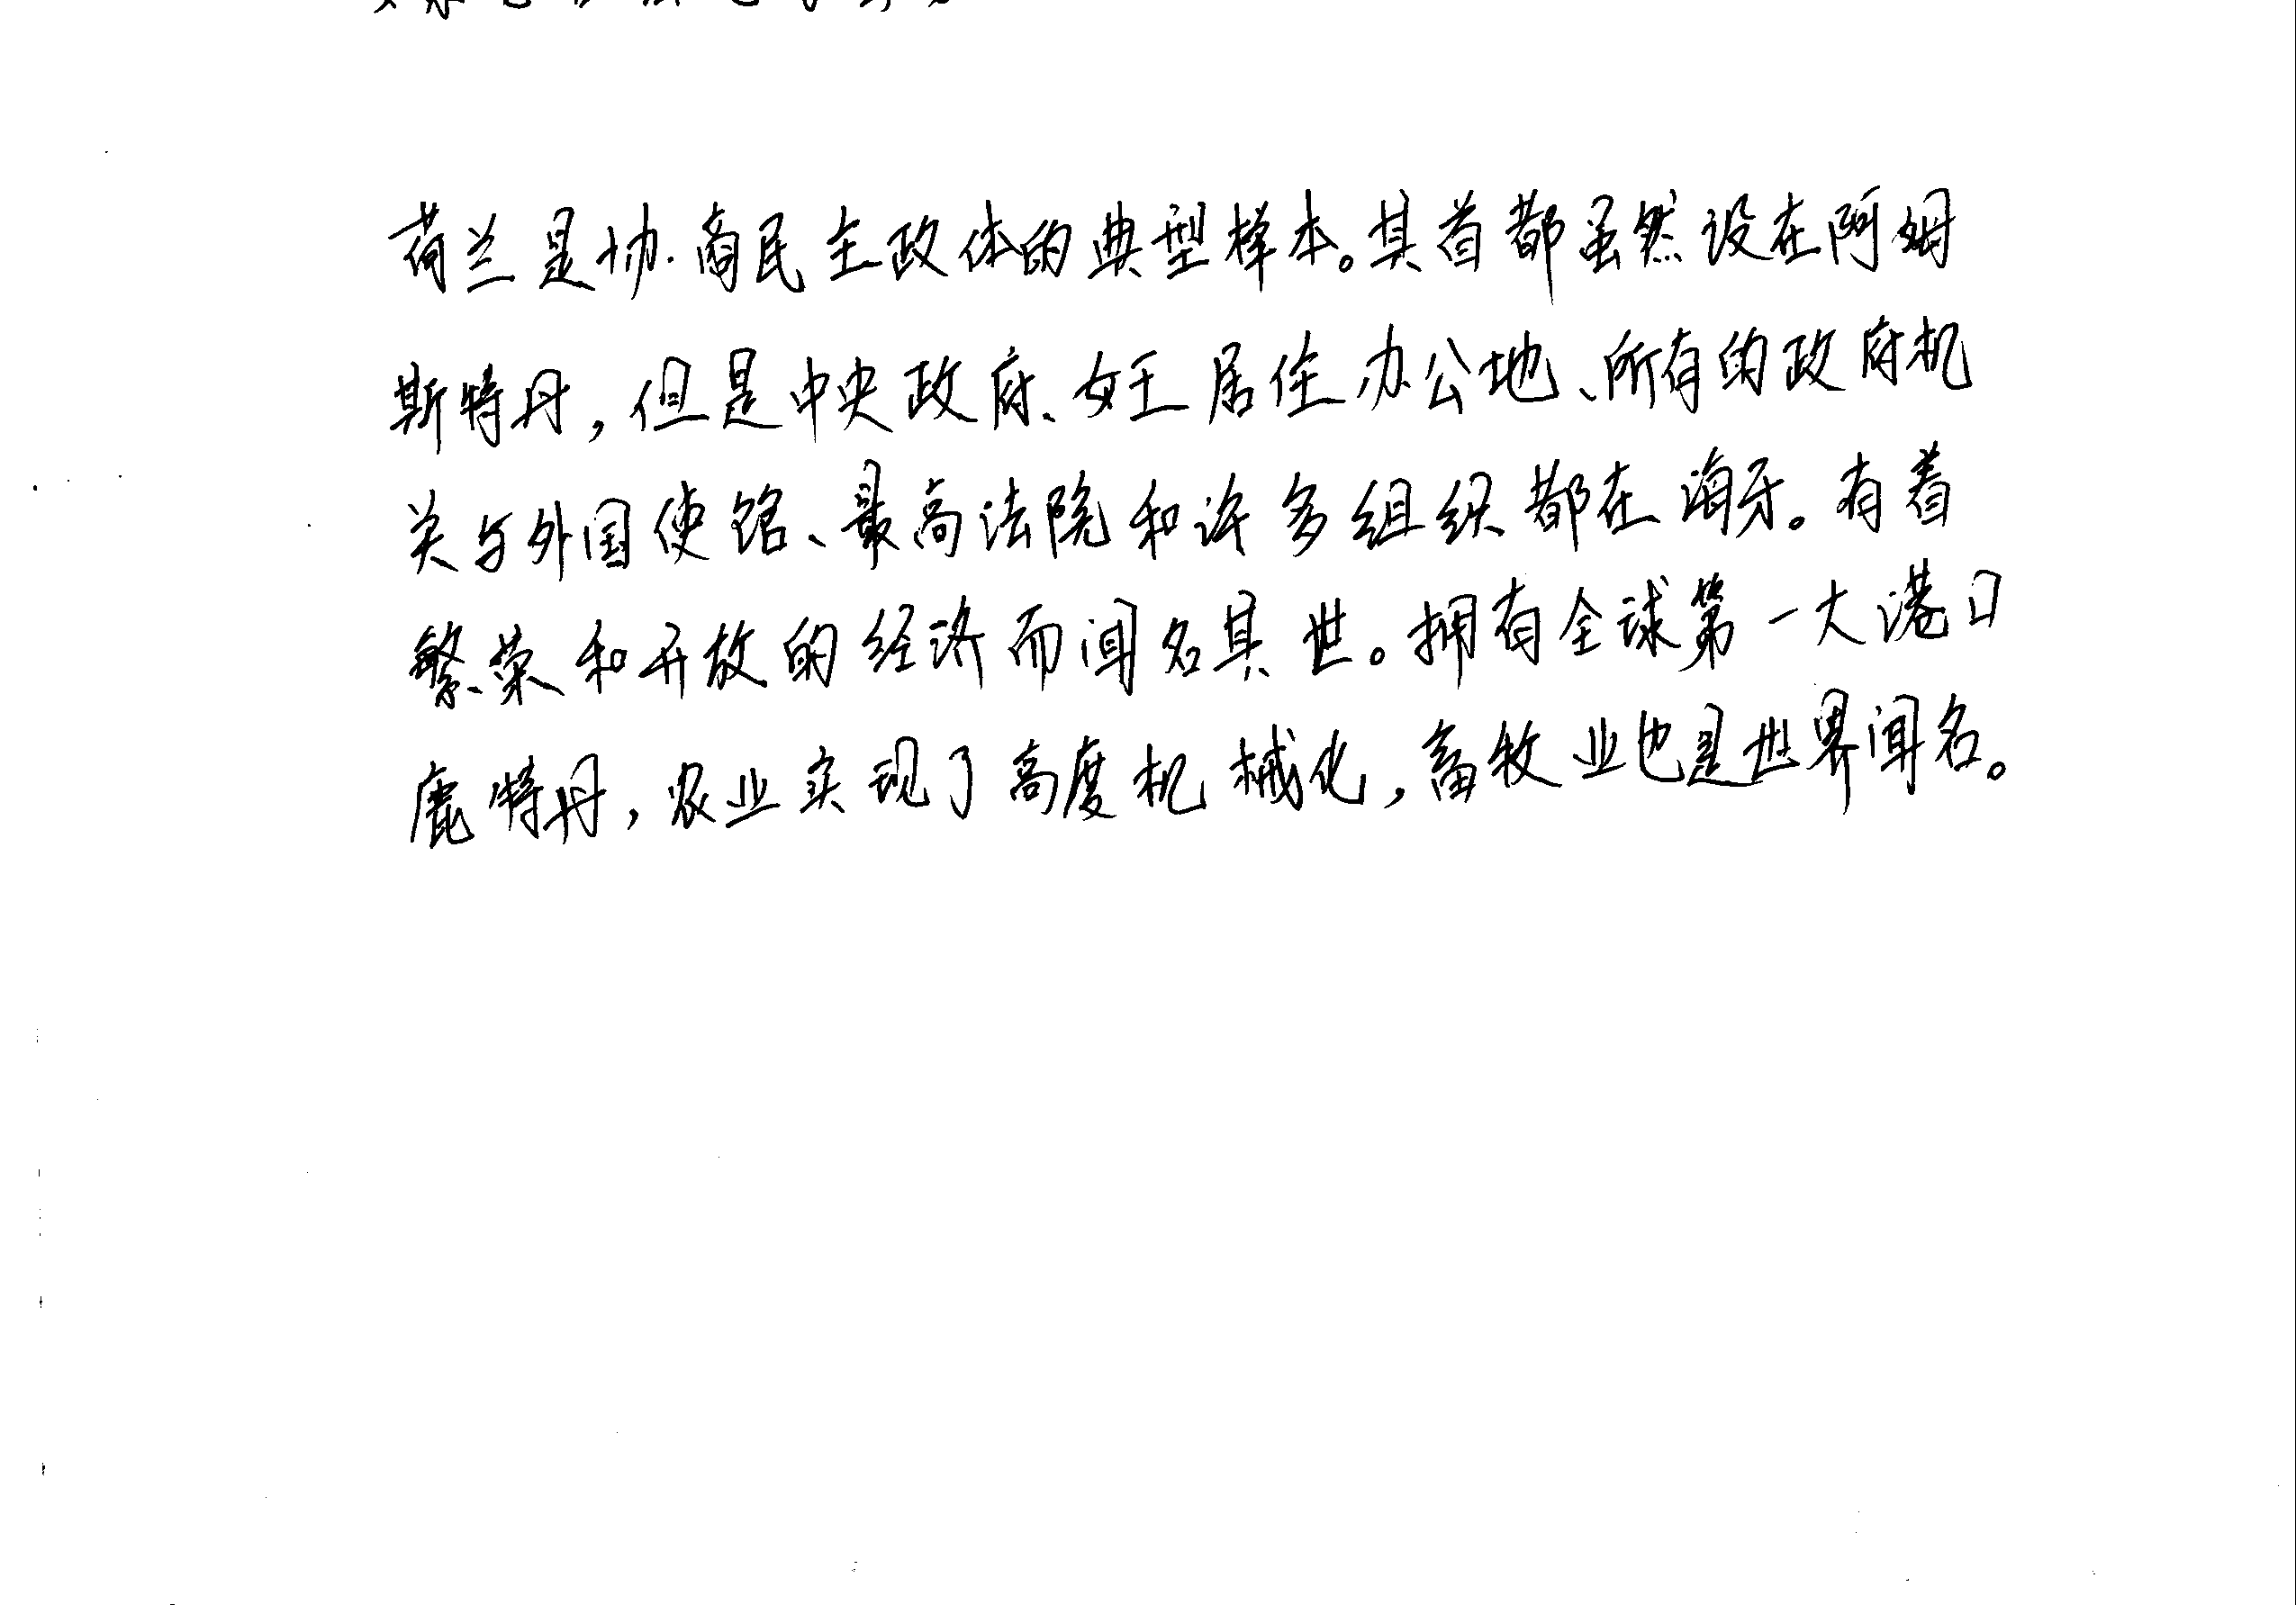 荷兰是协商民主政体的典型样本。其首都虽然设在阿姆
斯特丹，但是中央政府、女王居住办公地、所有的政府机
关与外国使馆、最高法院和许多组织都在海牙。有着
繁荣和开放的经济而闻名其世。拥有全球第一大港口
鹿特丹，农业实现了高度机械化，畜牧业也是世界闻名。